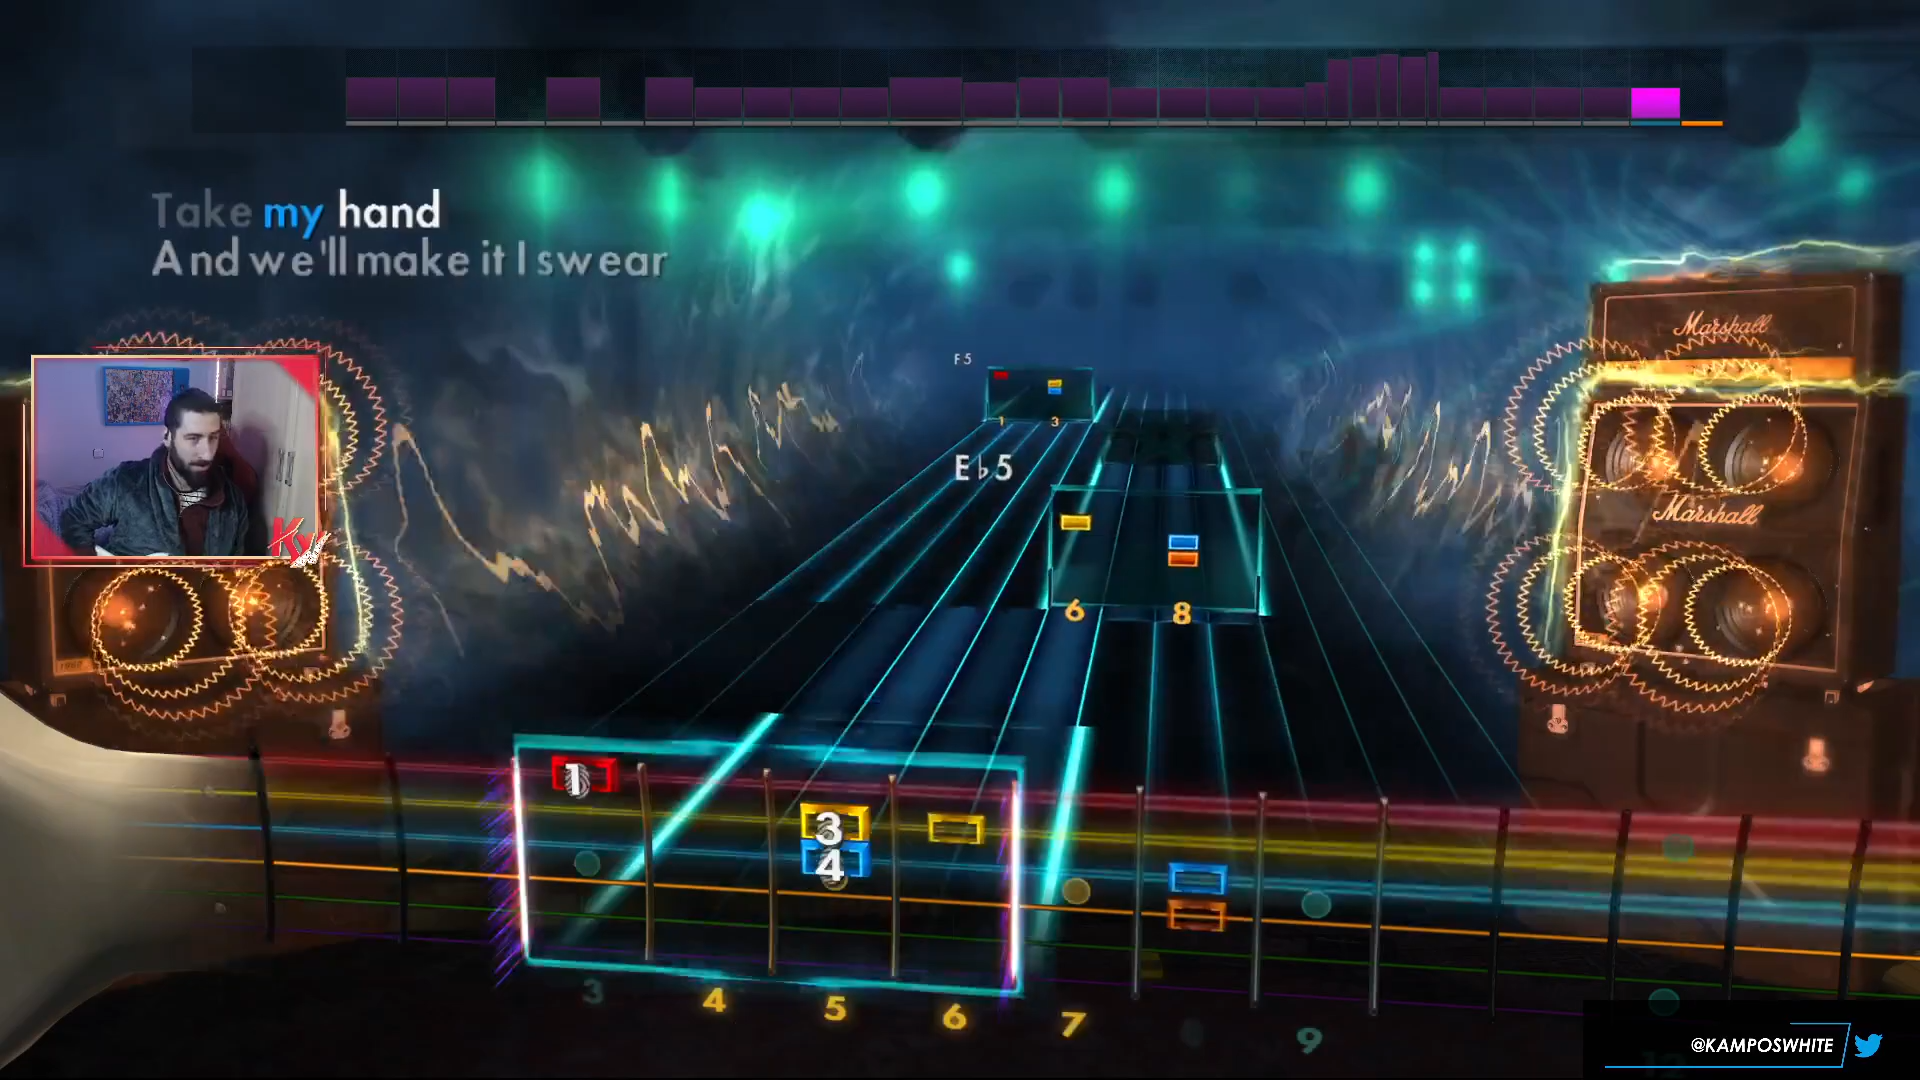 Take my hand
And we'll make it I swear
F5
1 3
E♭5
6 8
Marshall
Marshall
KW
1
3
4
3 4 5 6 7 9
@KAMPOSWHITE